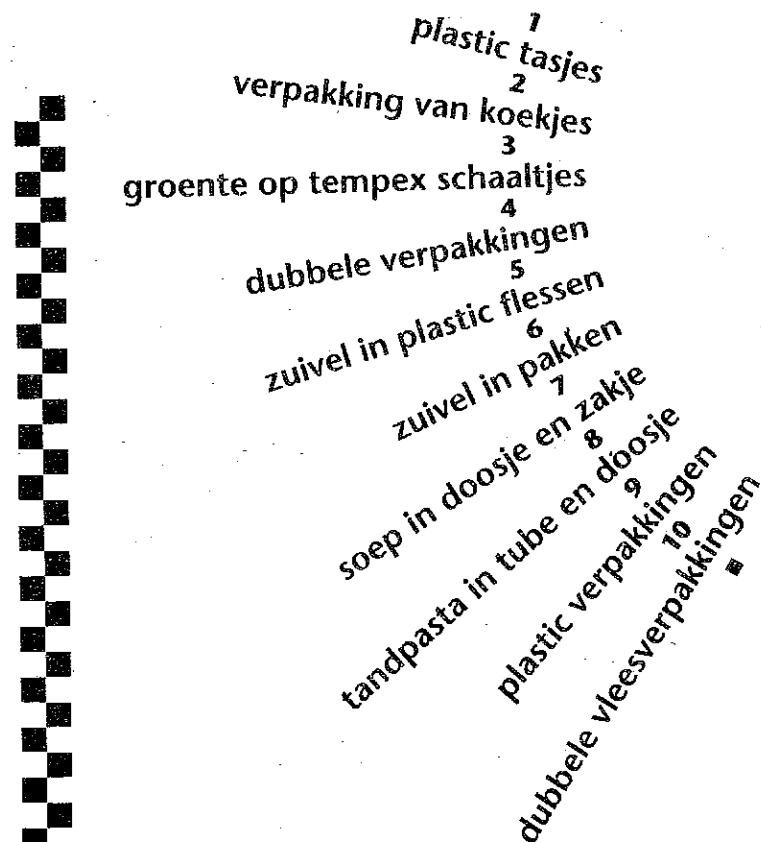 1
plastic tasjes
2
verpakking van koekjes
3
groente op tempex schaaltjes
4
dubbele verpakkingen
5
zuivel in plastic flessen
6
zuivel in pakken
7
soep in doosje en zakje
8
tandpasta in tube en doosje
9
plastic verpakkingen
10
dubbele vleesverpakkingen